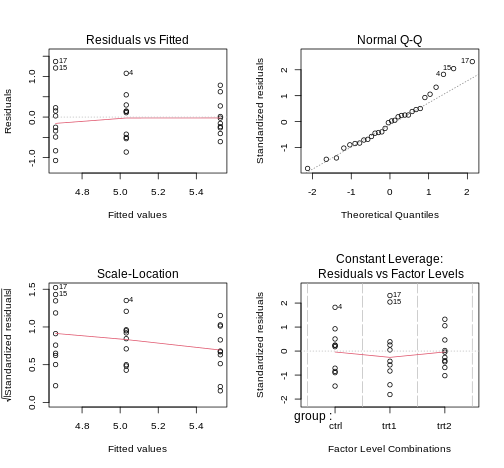 Residuals vs Fitted
Residuals
-1.0 0.0 1.0
17
15
4
4.8 5.0 5.2 5.4
Fitted values
Normal Q-Q
Standardized residuals
-1 0 1 2
17
15
4
-2 -1 0 1 2
Theoretical Quantiles
Scale-Location
√|Standardized residuals|
0.0 0.5 1.0 1.5
17
15
4
4.8 5.0 5.2 5.4
Fitted values
Constant Leverage:
Residuals vs Factor Levels
Standardized residuals
-2 -1 0 1 2
17
15
4
group :
ctrl trt1 trt2
Factor Level Combinations